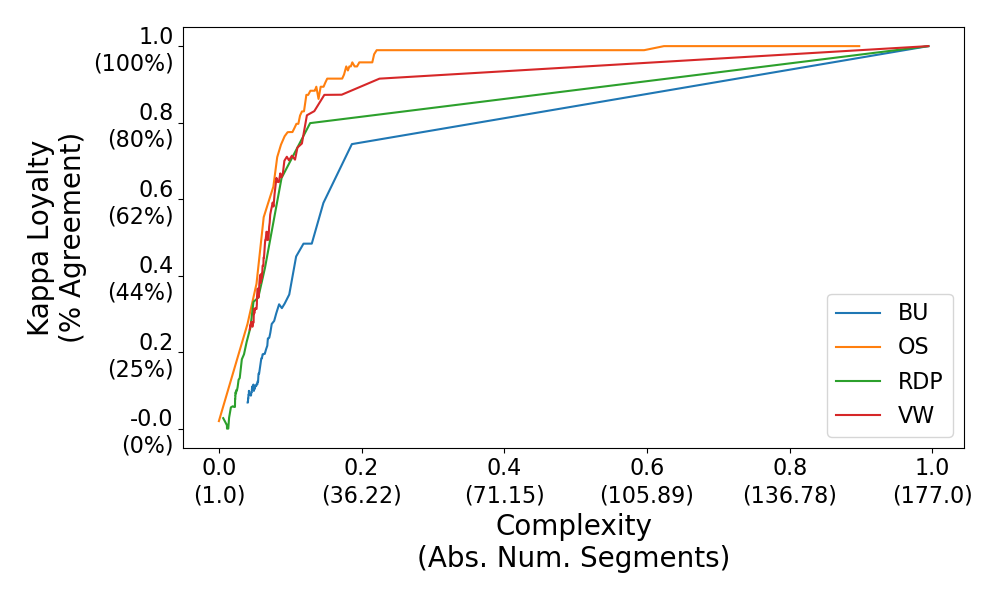 Kappa Loyalty
(% Agreement)
1.0
(100%)
0.8
(80%)
0.6
(62%)
0.4
(44%)
0.2
(25%)
-0.0
(0%)
BU
OS
RDP
VW
0.0 0.2 0.4 0.6 0.8 1.0
(1.0) (36.22) (71.15) (105.89) (136.78) (177.0)
Complexity
(Abs. Num. Segments)